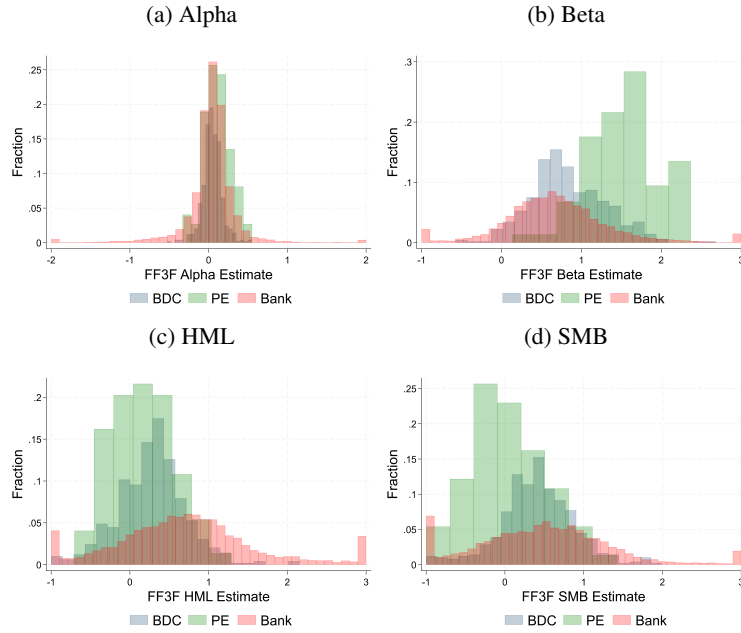 (a) Alpha
(b) Beta
.25
.2
.15
.1
.05
0
Fraction
-2 -1 0 1 2
FF3F Alpha Estimate
BDC PE Bank
.3
.2
.1
0
Fraction
-1 0 1 2 3
FF3F Beta Estimate
BDC PE Bank
(c) HML
(d) SMB
.2
.15
.1
.05
0
Fraction
-1 0 1 2 3
FF3F HML Estimate
BDC PE Bank
.25
.2
.15
.1
.05
0
Fraction
-1 0 1 2 3
FF3F SMB Estimate
BDC PE Bank